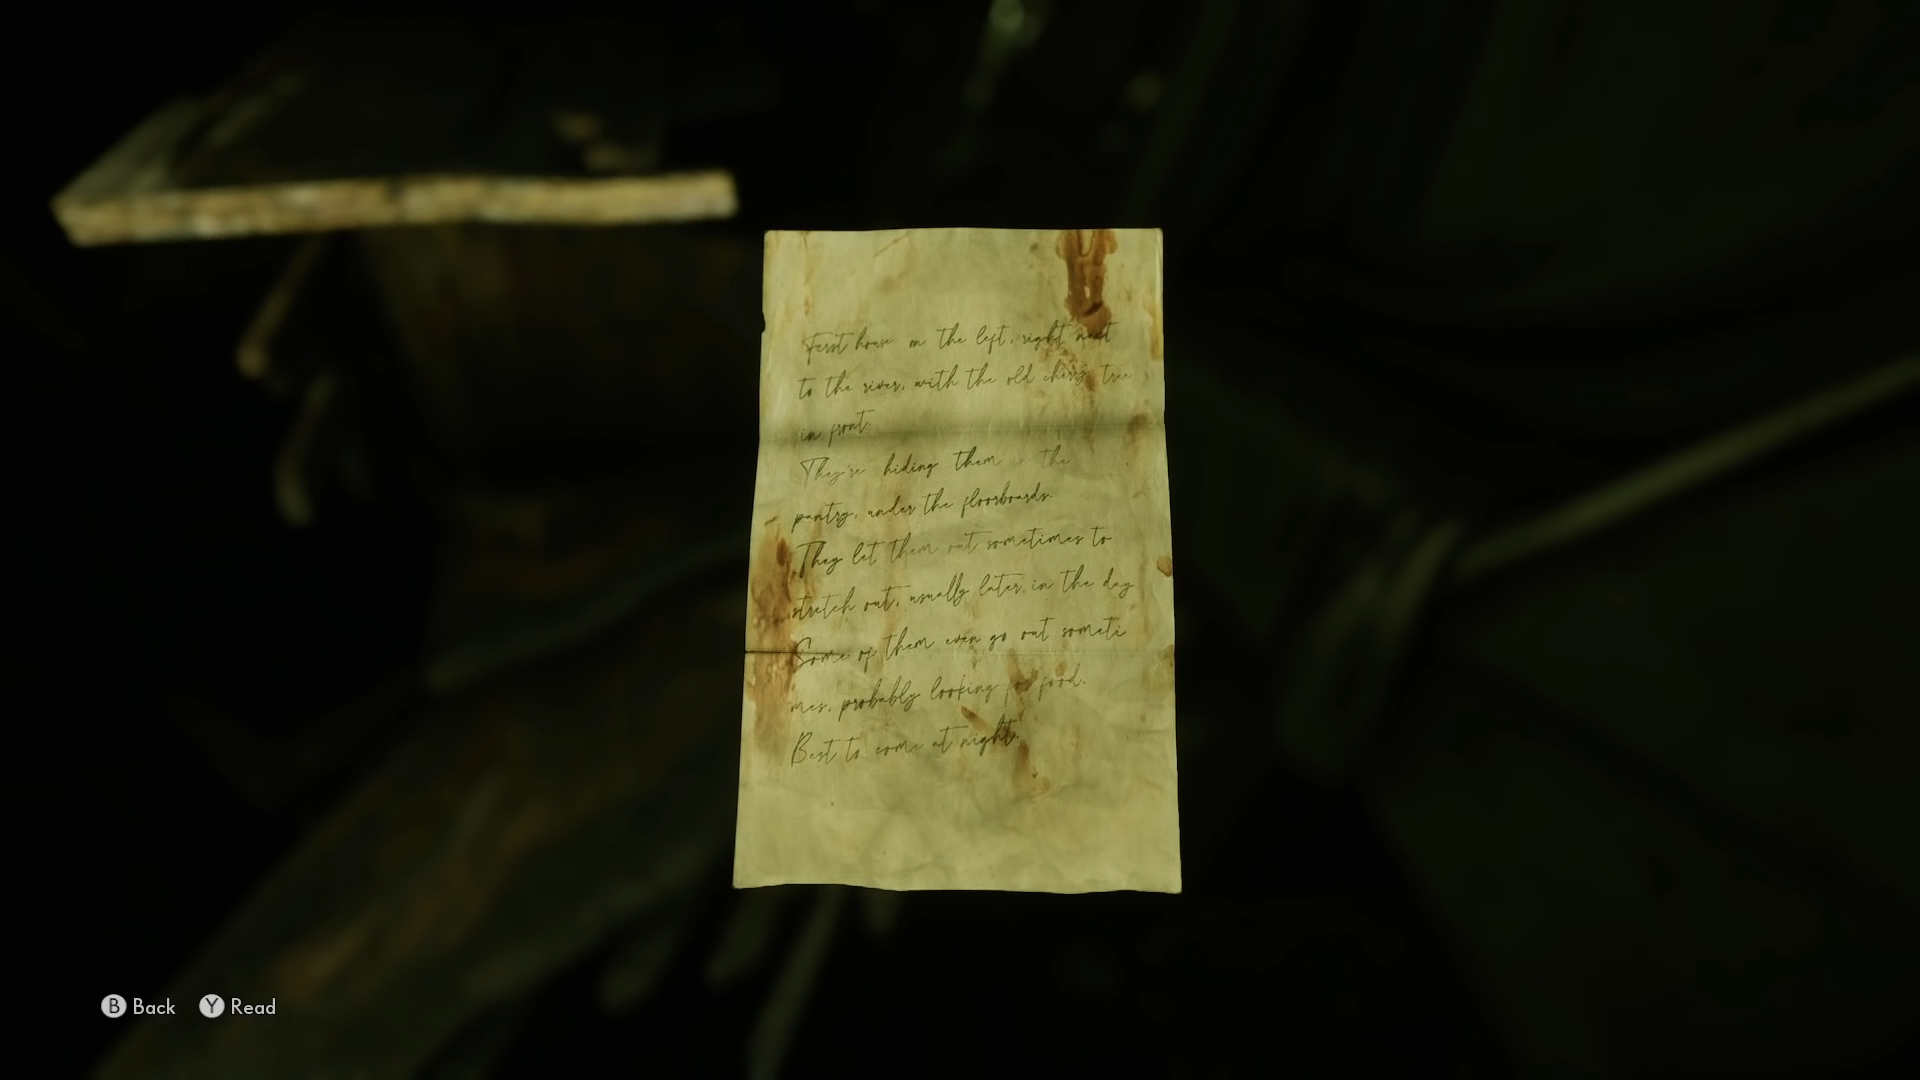 First house on the left, right next
to the river, with the old cherry tree
in front.
They're hiding them in the
pantry, under the floorboards.
They let them out sometimes to
stretch out, usually later in the day
Some of them even go out someti
mes, probably looking for food.
Best to come at night.
B Back Y Read